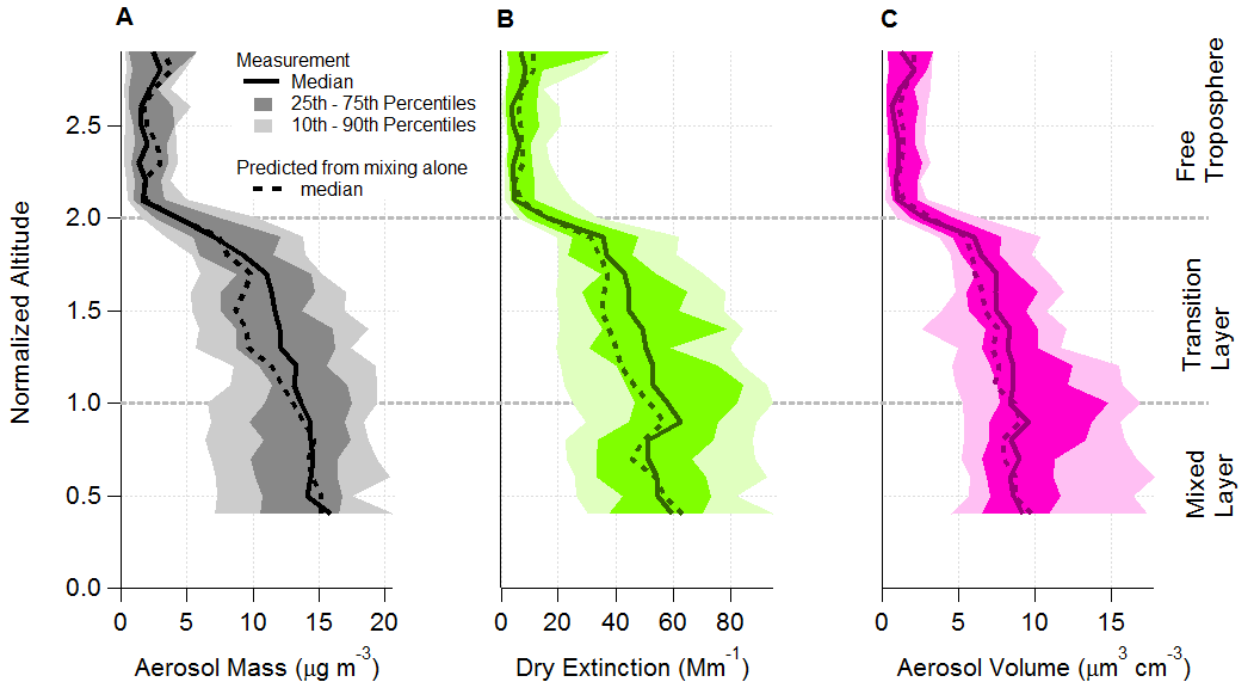 A
B
C
Measurement
Median
25th - 75th Percentiles
10th - 90th Percentiles
Predicted from mixing alone
median
Normalized Altitude
2.5
2.0
1.5
1.0
0.5
0.0
Free
Troposphere
Transition
Layer
Mixed
Layer
0 5 10 15 20
0 20 40 60 80
0 5 10 15
Aerosol Mass (µg m⁻³)
Dry Extinction (Mm⁻¹)
Aerosol Volume (µm³ cm⁻³)